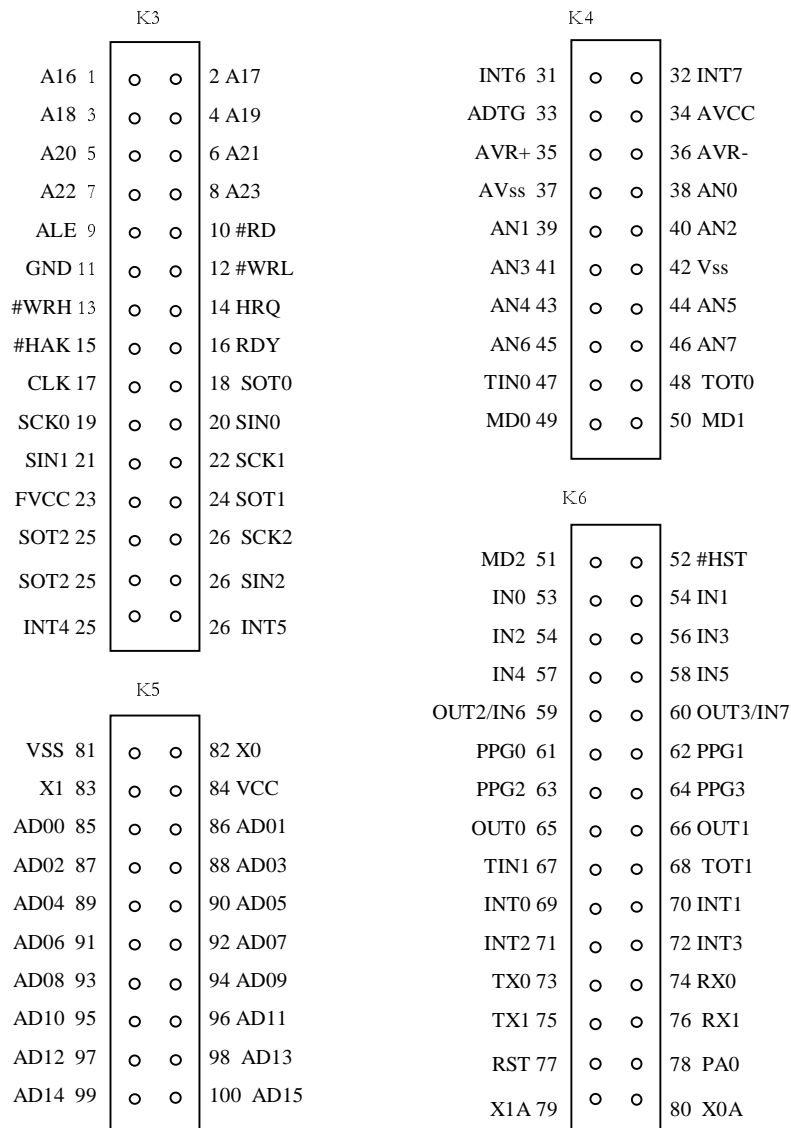 K3
A16 1 2 A17
A18 3 4 A19
A20 5 6 A21
A22 7 8 A23
ALE 9 10 #RD
GND 11 12 #WRL
#WRH 13 14 HRQ
#HAK 15 16 RDY
CLK 17 18 SOT0
SCK0 19 20 SIN0
SIN1 21 22 SCK1
FVCC 23 24 SOT1
SOT2 25 26 SCK2
SOT2 25 26 SIN2
INT4 25 26 INT5
K4
INT6 31 32 INT7
ADTG 33 34 AVCC
AVR+ 35 36 AVR-
AVss 37 38 AN0
AN1 39 40 AN2
AN3 41 42 Vss
AN4 43 44 AN5
AN6 45 46 AN7
TIN0 47 48 TOT0
MD0 49 50 MD1
K5
VSS 81 82 X0
X1 83 84 VCC
AD00 85 86 AD01
AD02 87 88 AD03
AD04 89 90 AD05
AD06 91 92 AD07
AD08 93 94 AD09
AD10 95 96 AD11
AD12 97 98 AD13
AD14 99 100 AD15
K6
MD2 51 52 #HST
IN0 53 54 IN1
IN2 54 56 IN3
IN4 57 58 IN5
OUT2/IN6 59 60 OUT3/IN7
PPG0 61 62 PPG1
PPG2 63 64 PPG3
OUT0 65 66 OUT1
TIN1 67 68 TOT1
INT0 69 70 INT1
INT2 71 72 INT3
TX0 73 74 RX0
TX1 75 76 RX1
RST 77 78 PA0
X1A 79 80 X0A